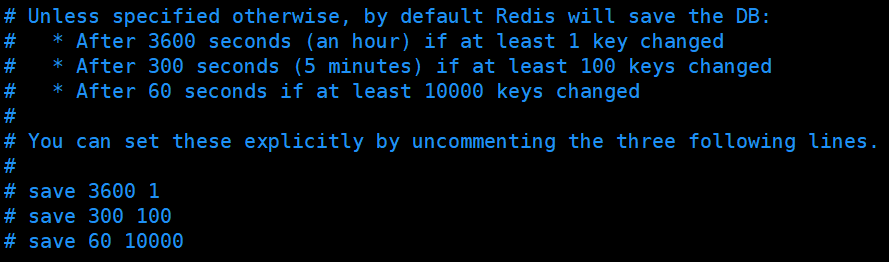 # Unless specified otherwise, by default Redis will save the DB:
#   * After 3600 seconds (an hour) if at least 1 key changed
#   * After 300 seconds (5 minutes) if at least 100 keys changed
#   * After 60 seconds if at least 10000 keys changed
#
# You can set these explicitly by uncommenting the three following lines.
#
# save 3600 1
# save 300 100
# save 60 10000